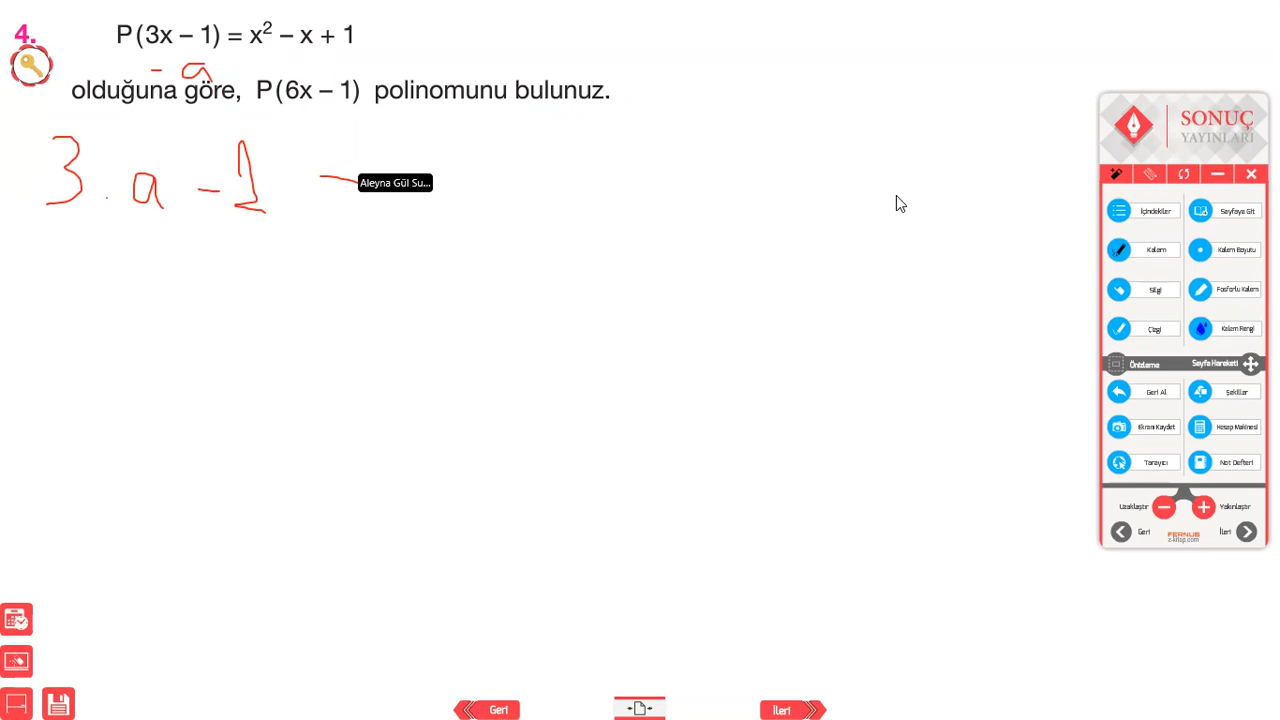 4. P(3x – 1) = x² – x + 1
- a
olduğuna göre, P(6x – 1) polinomunu bulunuz.
3 . a - 1 -
Aleyna Gül Su...
SONUÇ
YAYINLARI
İçindekiler
Sayfaya Git
Kalem
Kalem Boyutu
Silgi
Fosforlu Kalem
Çizgi
Kalem Rengi
Önizleme
Sayfa Hareketi
Geri Al
Şekiller
Ekranı Kaydet
Hesap Makinesi
Tarayıcı
Not Defteri
Uzaklaştır
Yakınlaştır
Geri
FERNUS
z-kitap.com
İleri
Geri
İleri